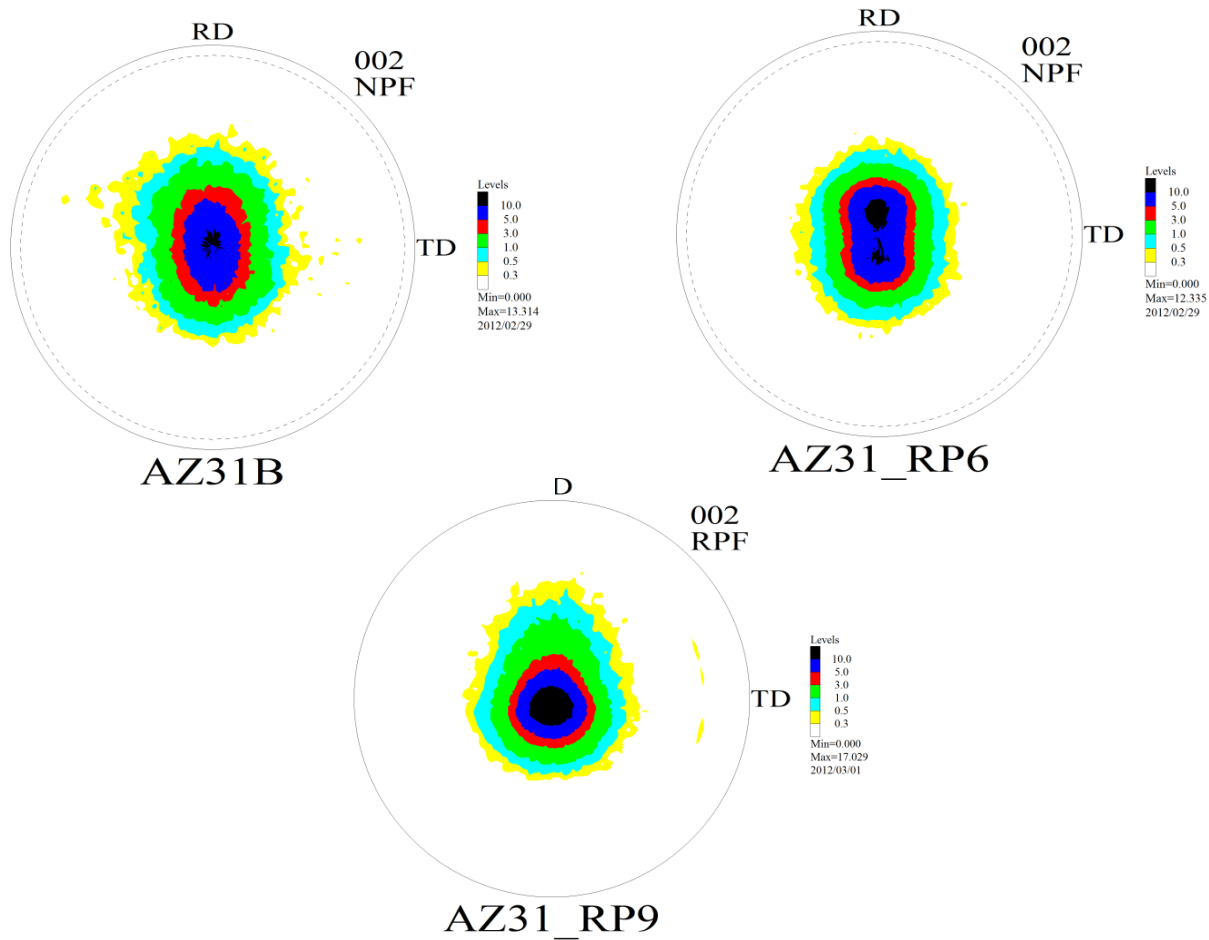 RD
002
NPF
TD
Levels
10.0
5.0
3.0
1.0
0.5
0.3
Min=0.000
Max=13.314
2012/02/29
AZ31B
RD
002
NPF
TD
Levels
10.0
5.0
3.0
1.0
0.5
0.3
Min=0.000
Max=12.335
2012/02/29
AZ31_RP6
D
002
RPF
TD
Levels
10.0
5.0
3.0
1.0
0.5
0.3
Min=0.000
Max=17.029
2012/03/01
AZ31_RP9